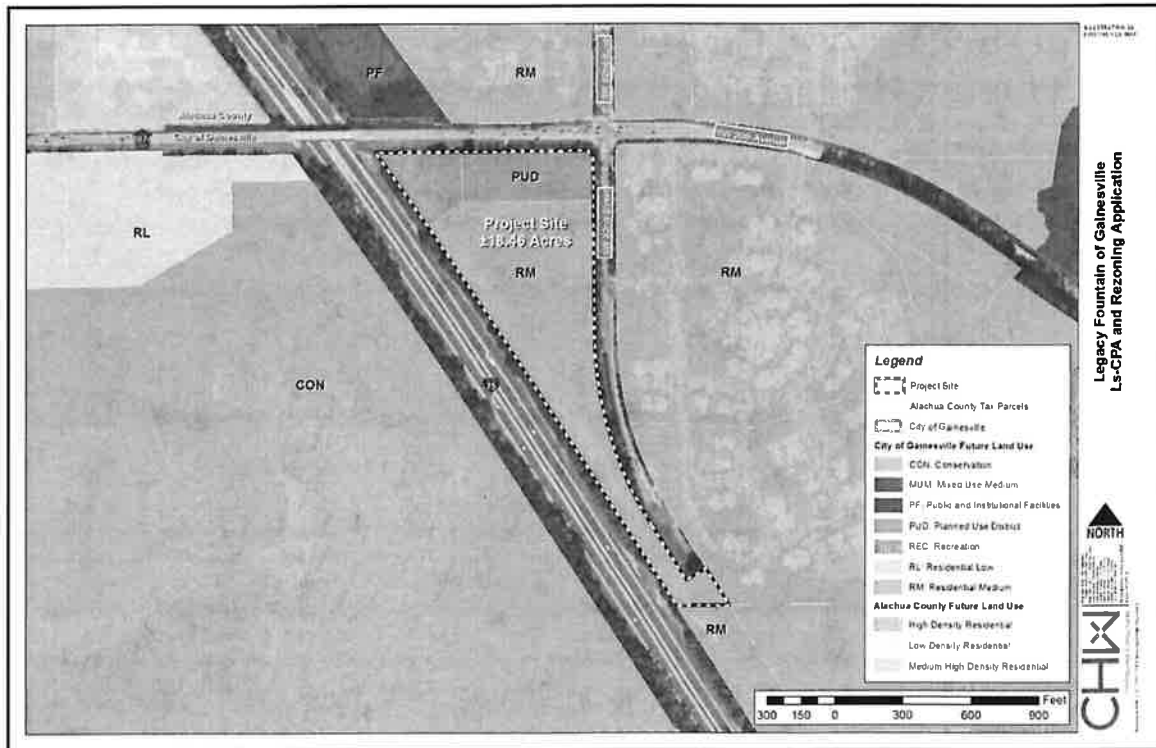 PF
RM
Alachua County
City of Gainesville
PUD
Project Site
±18.46 Acres
RL
RM
RM
CON
RM
Legend
Project Site
Alachua County Tax Parcels
City of Gainesville
City of Gainesville Future Land Use
CON: Conservation
MUM: Mixed Use Medium
PF: Public and Institutional Facilities
PUD: Planned Use District
REC: Recreation
RL: Residential Low
RM: Residential Medium
Alachua County Future Land Use
High Density Residential
Low Density Residential
Medium High Density Residential
Feet
300 150 0 300 600 900
Legacy Fountain of Gainesville
Ls-CPA and Rezoning Application
NORTH
CHW